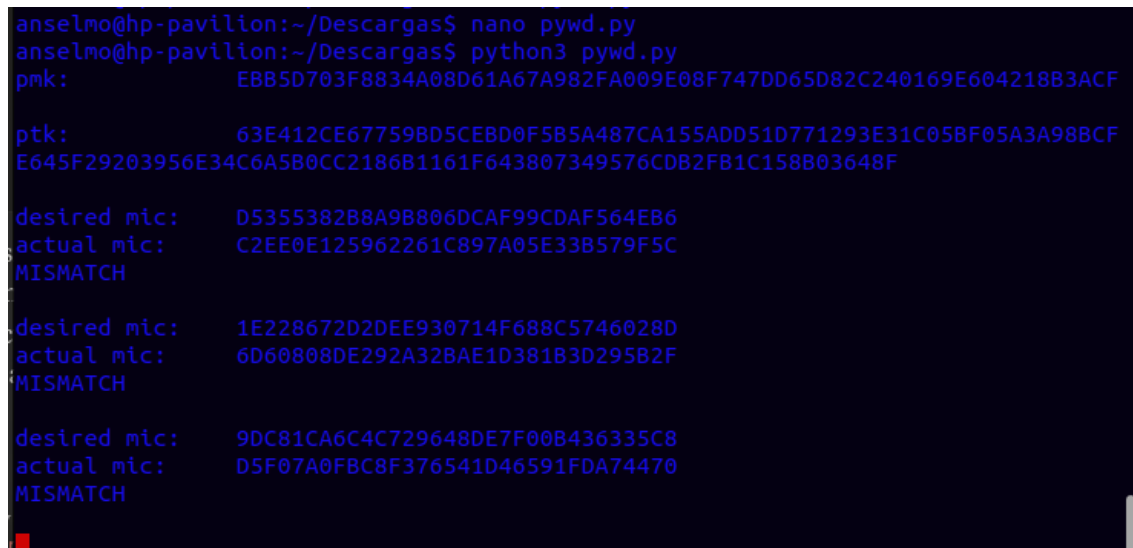 anselmo@hp-pavilion:~/Descargas$ nano pywd.py
anselmo@hp-pavilion:~/Descargas$ python3 pywd.py
pmk: EBB5D703F8834A08D61A67A982FA009E08F747DD65D82C240169E604218B3ACF
ptk: 63E412CE67759BD5CEBD0F5B5A487CA155ADD51D771293E31C05BF05A3A98BCF
E645F29203956E34C6A5B0CC2186B1161F643807349576CDB2FB1C158B03648F
desired mic: D5355382B8A9B806DCAF99CDAF564EB6
actual mic: C2EE0E125962261C897A05E33B579F5C
MISMATCH
desired mic: 1E228672D2DEE930714F688C5746028D
actual mic: 6D60808DE292A32BAE1D381B3D295B2F
MISMATCH
desired mic: 9DC81CA6C4C729648DE7F00B436335C8
actual mic: D5F07A0FBC8F376541D46591FDA74470
MISMATCH